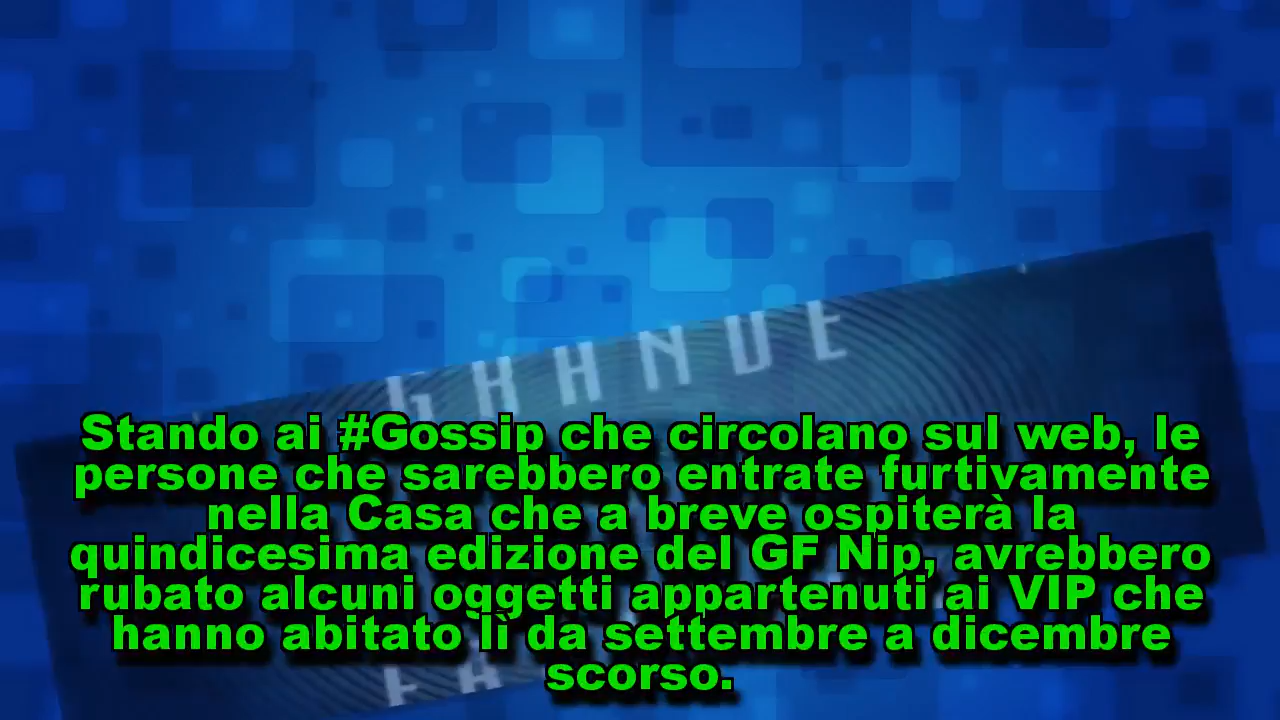 GRANDE
Stando ai #Gossip che circolano sul web, le
persone che sarebbero entrate furtivamente
nella Casa che a breve ospiterà la
quindicesima edizione del GF Nip, avrebbero
rubato alcuni oggetti appartenuti ai VIP che
hanno abitato lì da settembre a dicembre
scorso.